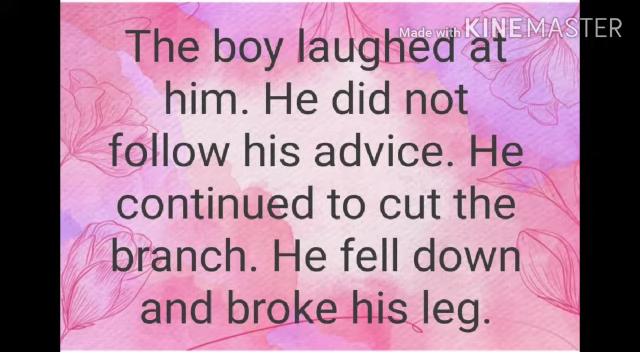 Made with KINEMASTER
The boy laughed at
him. He did not
follow his advice. He
continued to cut the
branch. He fell down
and broke his leg.